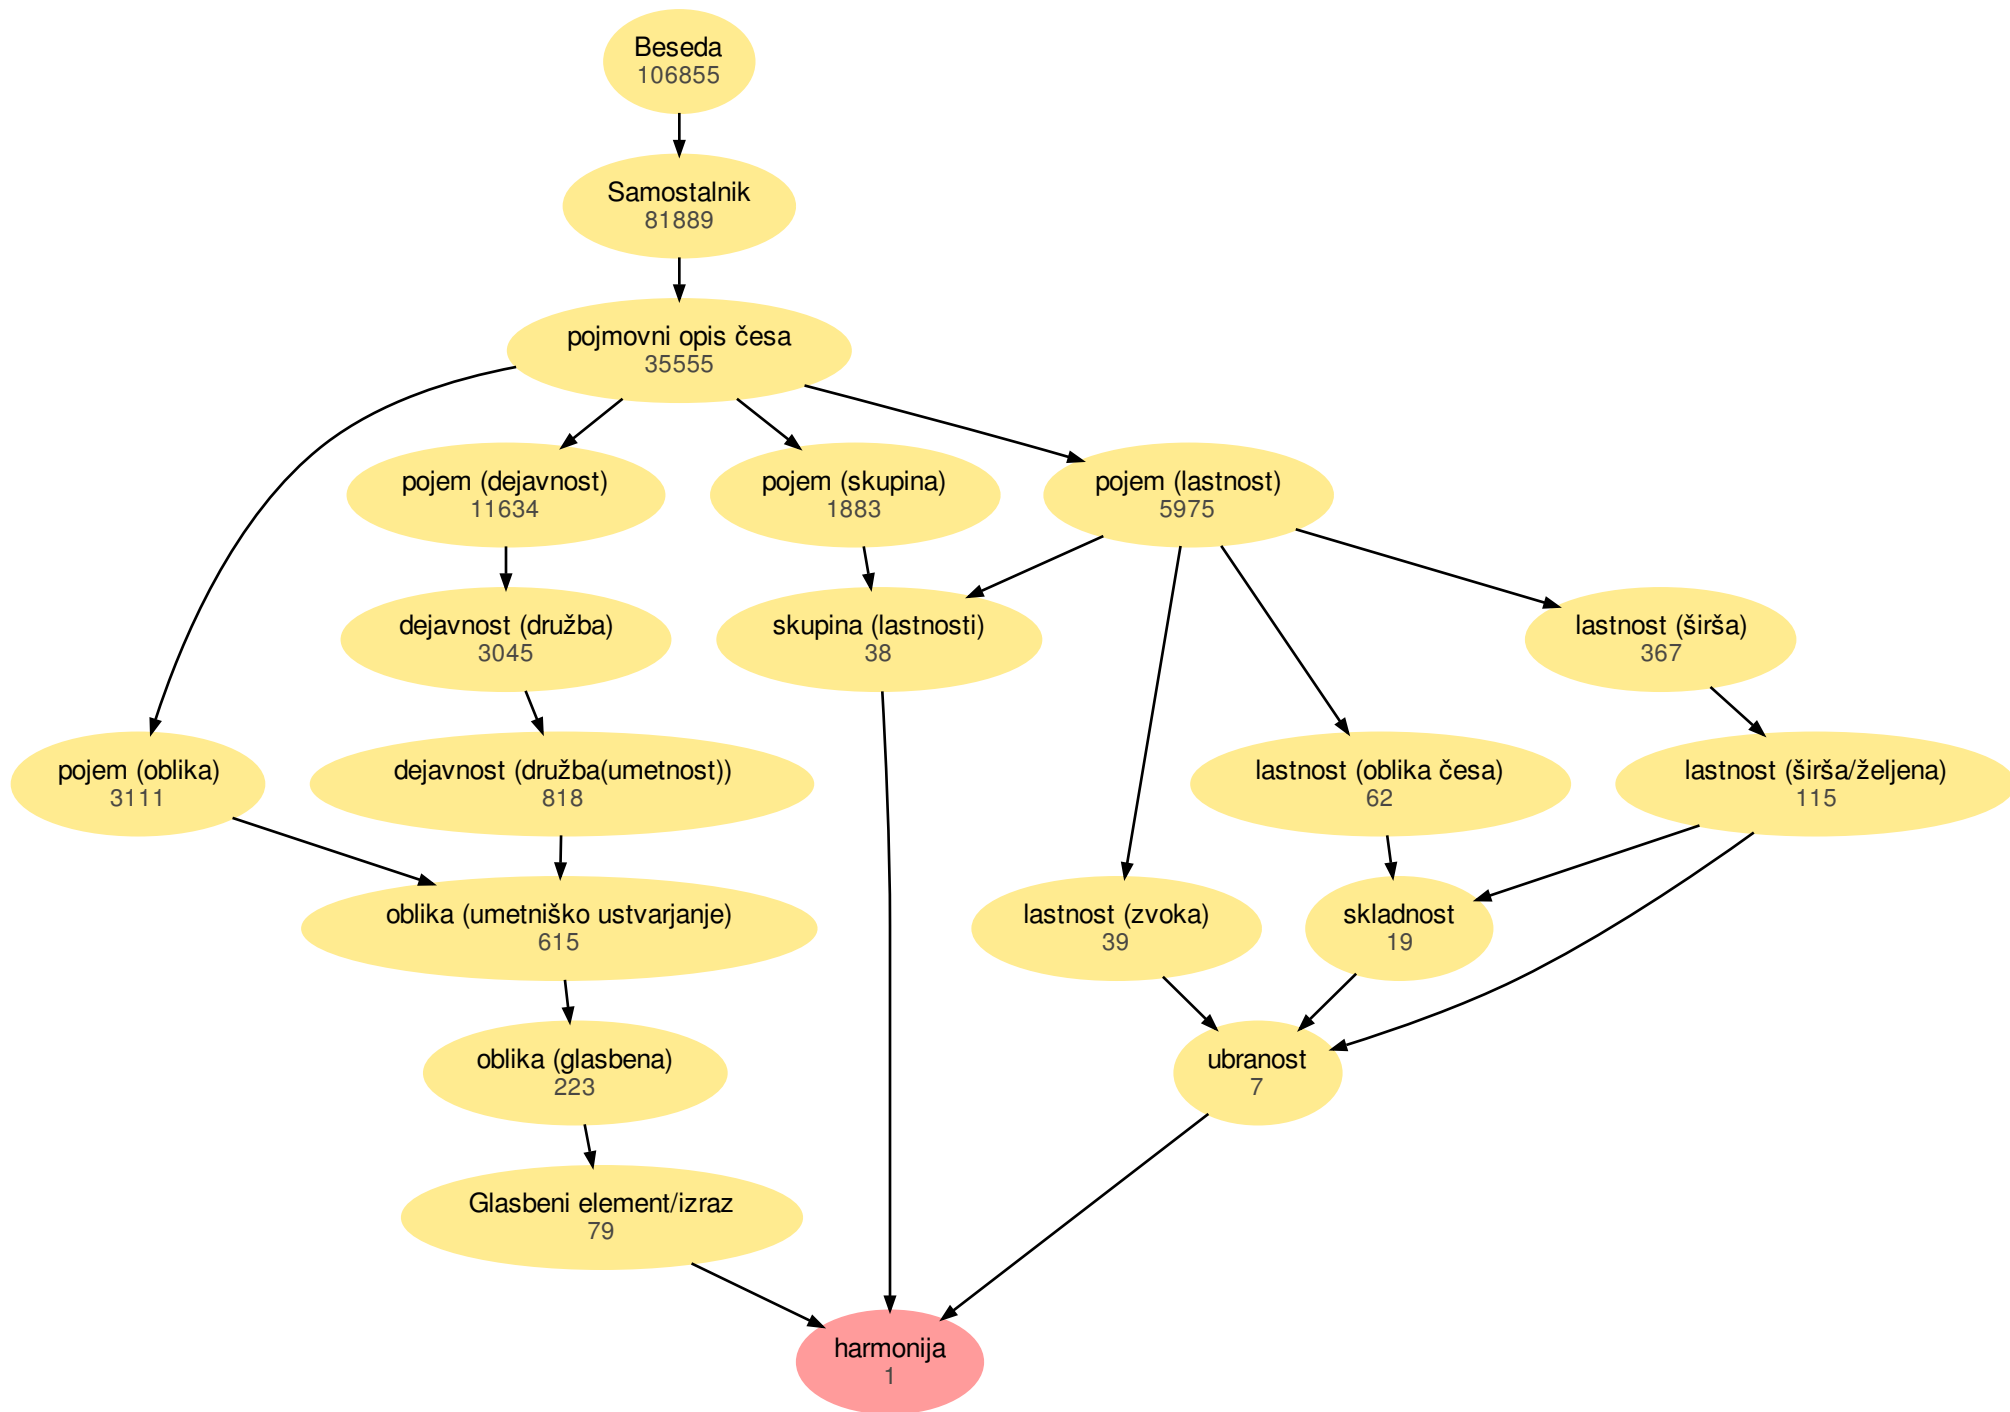 Beseda
106855
Samostalnik
81889
pojmovni opis česa
35555
pojem (dejavnost)
11634
pojem (skupina)
1883
pojem (lastnost)
5975
dejavnost (družba)
3045
skupina (lastnosti)
38
lastnost (širša)
367
pojem (oblika)
3111
dejavnost (družba(umetnost))
818
lastnost (oblika česa)
62
lastnost (širša/željena)
115
oblika (umetniško ustvarjanje)
615
lastnost (zvoka)
39
skladnost
19
oblika (glasbena)
223
ubranost
7
Glasbeni element/izraz
79
harmonija
1